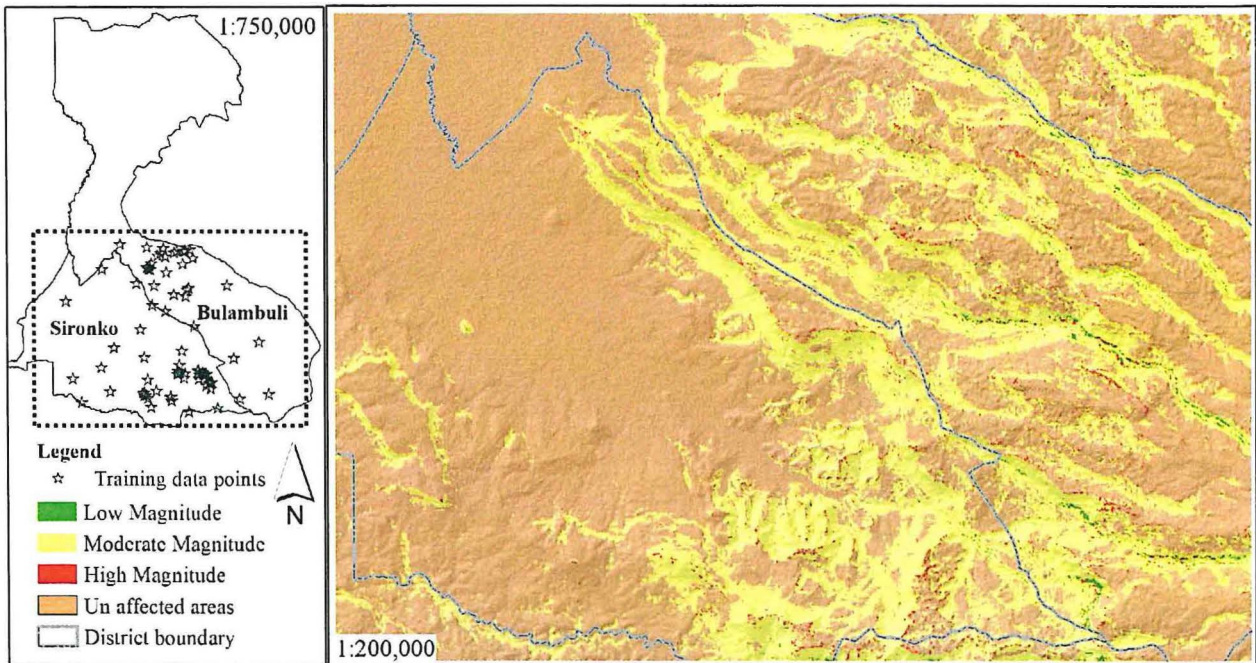 1:750,000
Bulambuli
Sironko
Legend
Training data points
N
Low Magnitude
Moderate Magnitude
High Magnitude
Un affected areas
District boundary
1:200,000